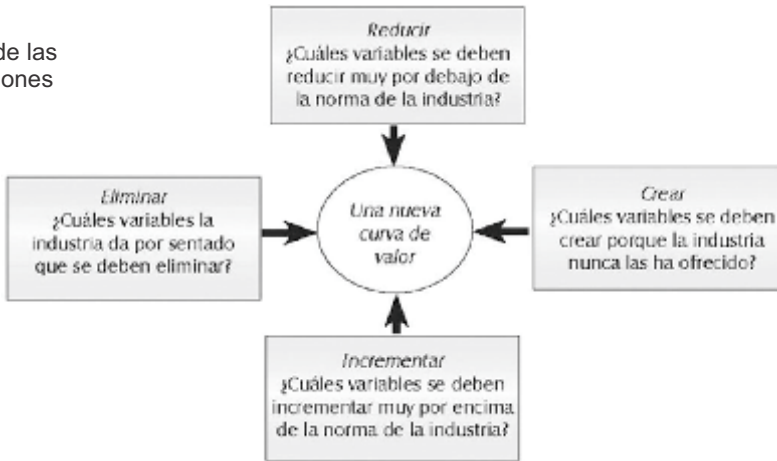 de las
ones
Reducir
¿Cuáles variables se deben
reducir muy por debajo de
la norma de la industria?
Eliminar
¿Cuáles variables la
industria da por sentado
que se deben eliminar?
Una nueva
curva de
valor
Crear
¿Cuáles variables se deben
crear porque la industria
nunca las ha ofrecido?
Incrementar
¿Cuáles variables se deben
incrementar muy por encima
de la norma de la industria?